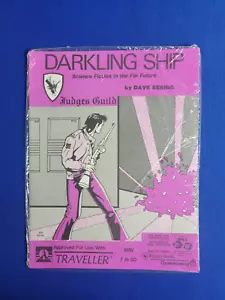 DARKLING SHIP
Science Fiction in the Far Future
by DAVE SERING
Judges Guild
Approved For Use With
TRAVELLER